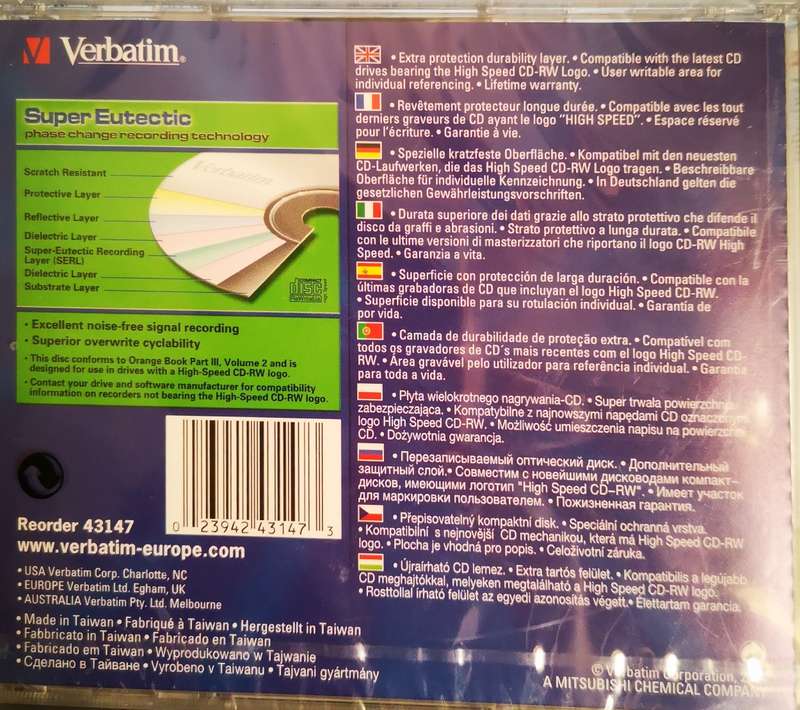 Verbatim®
Super Eutectic
phase change recording technology
Verbatim
Scratch Resistant
Protective Layer
Reflective Layer
Dielectric Layer
Super-Eutectic Recording
Layer (SERL)
Dielectric Layer
Substrate Layer
COMPACT
disc
ReWritable
High Speed
• Excellent noise-free signal recording
• Superior overwrite cyclability
• This disc conforms to Orange Book Part III, Volume 2 and is
designed for use in drives with a High-Speed CD-RW logo.
• Contact your drive and software manufacturer for compatibility
information on recorders not bearing the High-Speed CD-RW logo.
0 23942 43147 3
Reorder 43147
www.verbatim-europe.com
• USA Verbatim Corp. Charlotte, NC
• EUROPE Verbatim Ltd. Egham, UK
• AUSTRALIA Verbatim Pty. Ltd. Melbourne
• Made in Taiwan • Fabriqué à Taiwan • Hergestellt in Taiwan
• Fabbricato in Taiwan • Fabricado en Taiwan
• Fabricado em Taiwan • Wyprodukowano w Tajwanie
• Сделано в Тайване • Vyrobeno v Taiwanu • Tajvani gyártmány
• Extra protection durability layer. • Compatible with the latest CD
drives bearing the High Speed CD-RW Logo. • User writable area for
individual referencing. • Lifetime warranty.
• Revêtement protecteur longue durée. • Compatible avec les tout
derniers graveurs de CD ayant le logo "HIGH SPEED". • Espace réservé
pour l'écriture. • Garantie à vie.
• Spezielle kratzfeste Oberfläche. • Kompatibel mit den neuesten
CD-Laufwerken, die das High Speed CD-RW Logo tragen. • Beschreibbare
Oberfläche für individuelle Kennzeichnung. • In Deutschland gelten die
gesetzlichen Gewährleistungsvorschriften.
• Durata superiore dei dati grazie allo strato protettivo che difende il
disco da graffi e abrasioni. • Strato protettivo a lunga durata. • Compatibile
con le ultime versioni di masterizzatori che riportano il logo CD-RW High
Speed. • Garanzia a vita.
• Superficie con protección de larga duración. • Compatible con la
últimas grabadoras de CD que incluyan el logo High Speed CD-RW.
• Superficie disponible para su rotulación individual. • Garantía de
por vida.
• Camada de durabilidade de proteção extra. • Compatível com
todos os gravadores de CD´s mais recentes com el logo High Speed CD-
RW. • Área gravável pelo utilizador para referência individual. • Garantia
para toda a vida.
• Płyta wielokrotnego nagrywania-CD. • Super trwała powierzchnia
zabezpieczająca. • Kompatybilne z najnowszymi napędami CD oznaczonymi
logo High Speed CD-RW. • Możliwość umieszczenia napisu na powierzchni
CD. • Dożywotnia gwarancja.
• Перезаписываемый оптический диск. • Дополнительный
защитный слой.• Совместим с новейшими дисководами компакт-
дисков, имеющими логотип "High Speed CD-RW". • Имеет участок
для маркировки пользователем. • Пожизненная гарантия.
• Přepisovatelný kompaktní disk. • Speciální ochranná vrstva.
• Kompatibilní s nejnovější CD mechanikou, která má High Speed CD-RW
logo. • Plocha je vhodná pro popis. • Celoživotní záruka.
• Újraírható CD lemez. • Extra tartós felület. • Kompatibilis a legújabb
CD meghajtókkal, melyeken megtalálható a High Speed CD-RW logo.
• Rosttollal írható felület az egyedi azonosítás végett.• Élettartam garancia.
© Verbatim Corporation,
A MITSUBISHI CHEMICAL COMPANY